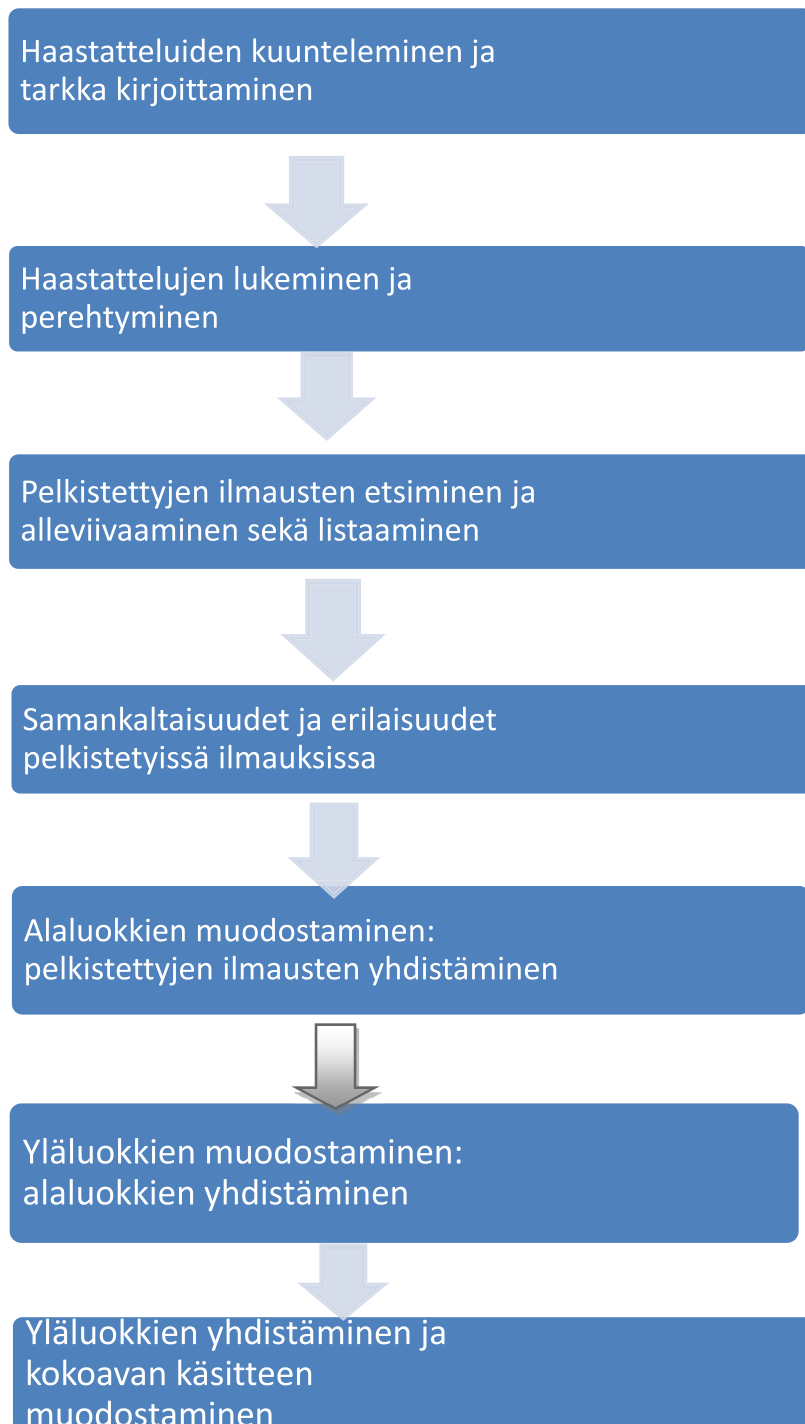 Haastatteluiden kuunteleminen ja
tarkka kirjoittaminen
Haastattelujen lukeminen ja
perehtyminen
Pelkistettyjen ilmausten etsiminen ja
alleviivaaminen sekä listaaminen
Samankaltaisuudet ja erilaisuudet
pelkistetyissä ilmauksissa
Alaluokkien muodostaminen:
pelkistettyjen ilmausten yhdistäminen
Yläluokkien muodostaminen:
alaluokkien yhdistäminen
Yläluokkien yhdistäminen ja
kokoavan käsitteen
muodostaminen